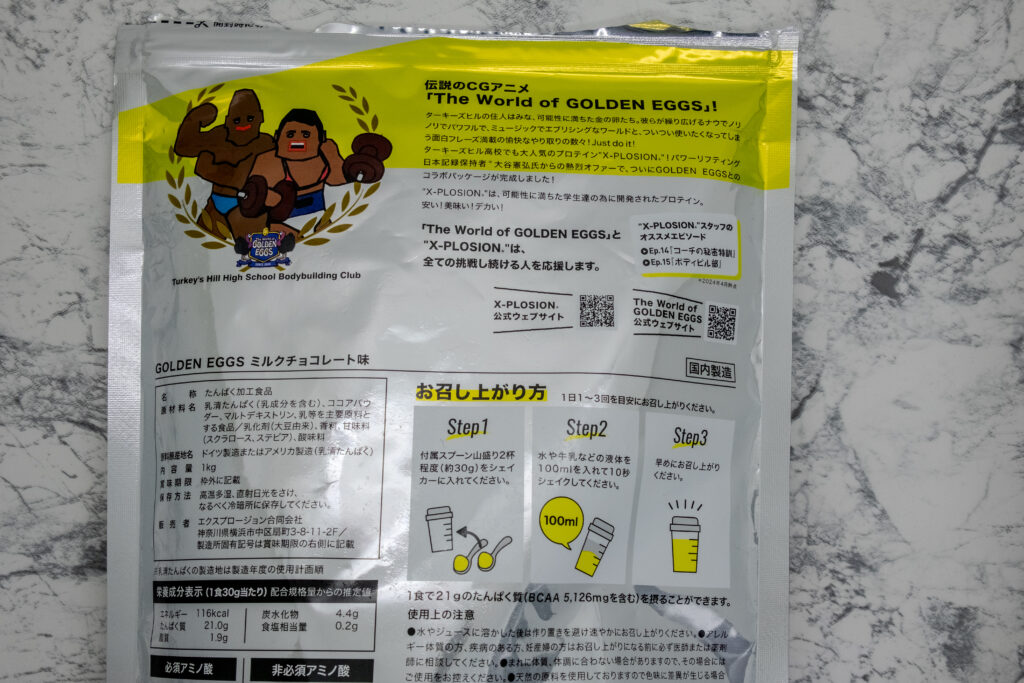 伝説のCGアニメ
「The World of GOLDEN EGGS」！
ターキーズヒルの住人はみな、可能性に満ちた金の卵たち。彼らが繰り広げるナウでノリ
ノリでパワフルで、ミュージックでエブリシングなワールドと、ついつい使いたくなってしま
う面白フレーズ満載の愉快なやり取りの数々！Just do it!
ターキーズヒル高校でも大人気のプロテイン"X-PLOSION."！パワーリフティング
日本記録保持者"大谷憲弘氏からの熱烈オファーで、ついにGOLDEN EGGSとの
コラボパッケージが完成しました！
"X-PLOSION."は、可能性に満ちた学生達の為に開発されたプロテイン。
安い！美味い！デカい！
「The World of GOLDEN EGGS」と
"X-PLOSION."は、
全ての挑戦し続ける人を応援します。
"X-PLOSION."スタッフの
オススメエピソード
Ep.14「コーチの秘密特訓」
Ep.15「ボディビル部」
*2024年4月時点
GOLDEN EGGS
Turkey's Hill High School Bodybuilding Club
X-PLOSION.
公式ウェブサイト
The World of
GOLDEN EGGS
公式ウェブサイト
GOLDEN EGGS ミルクチョコレート味
国内製造
名 称 たんぱく加工食品
原材料名 乳清たんぱく(乳成分を含む)、ココアパウ
ダー、マルトデキストリン、乳等を主要原料と
する食品／乳化剤(大豆由来)、香料、甘味料
(スクラロース、ステビア)、酸味料
原料原産地名 ドイツ製造またはアメリカ製造(乳清たんぱく)
内 容 量 1kg
賞味期限 枠外に記載
保存方法 高温多湿、直射日光をさけ、
なるべく冷暗所に保存してください。
販 売 者 エクスプロージョン合同会社
神奈川県横浜市中区扇町3-8-11-2F／
製造所固有記号は賞味期限の右側に記載
乳清たんぱくの製造地は製造年度の使用計画順
栄養成分表示 (1食30g当たり) 配合規格量からの推定値
エネルギー 116kcal 炭水化物 4.4g
たんぱく質 21.0g 食塩相当量 0.2g
脂質 1.9g
必須アミノ酸 非必須アミノ酸
お召し上がり方 1日1〜3回を目安にお召し上がりください。
Step1
付属スプーン山盛り2杯
程度(約30g)をシェイ
カーに入れてください。
Step2
水や牛乳などの液体を
100mlを入れて10秒
シェイクしてください。
100ml
Step3
早めにお召し上がり
ください。
1食で21gのたんぱく質(BCAA 5,126mgを含む)を摂ることができます。
使用上の注意
●水やジュースに溶かした後は作り置きを避け速やかにお召し上がりください。●アレル
ギー体質の方、疾病のある方、妊産婦の方はお召し上がりになる前に必ず医師または薬剤
師に相談してください。●まれに体質、体調に合わない場合がありますので、その場合には
ご使用をお控えください。●天然の原料を使用しておりますので色味に差異が生じる場合